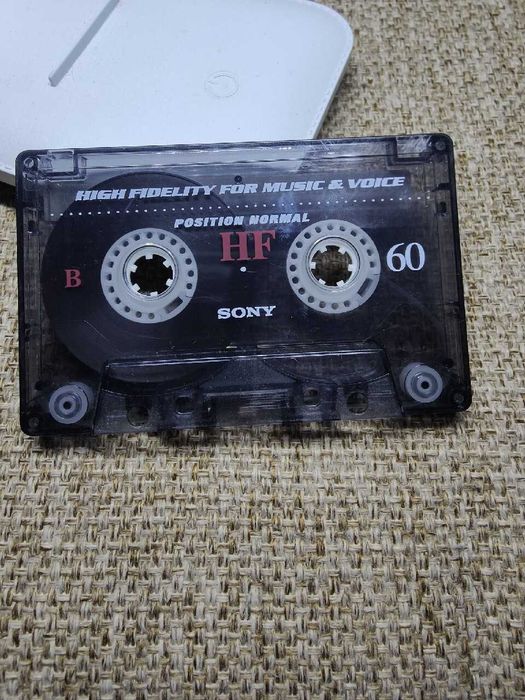 HIGH FIDELITY FOR MUSIC & VOICE
POSITION NORMAL
B HF 60
SONY